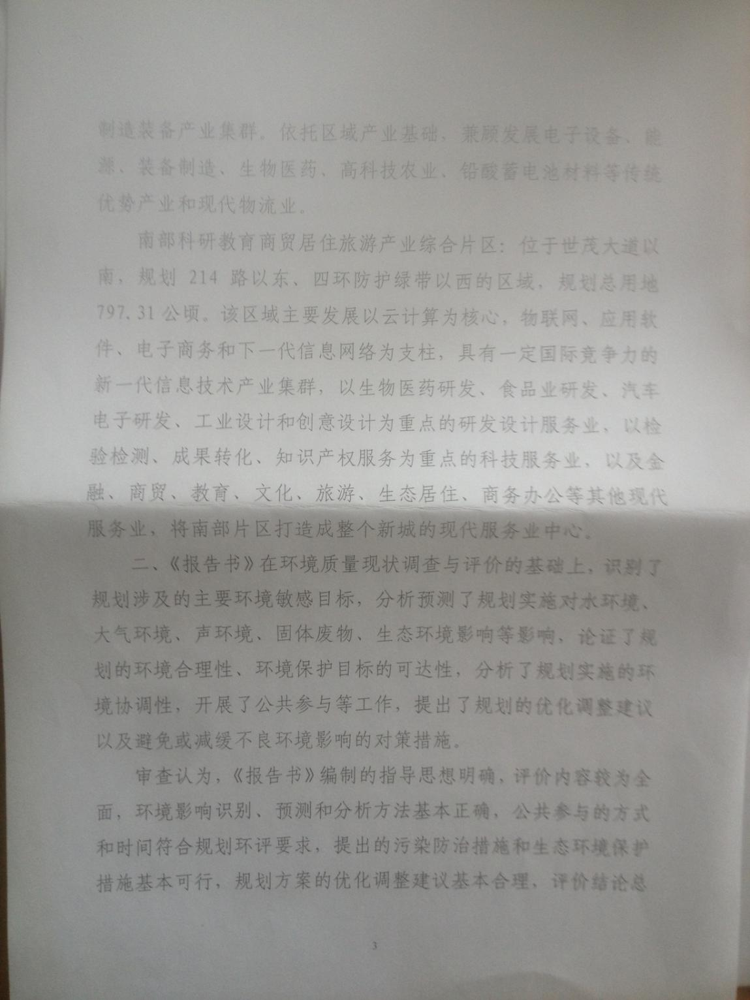 制造装备产业集群。依托区域产业基础，兼顾发展电子设备、能
源、装备制造、生物医药、高科技农业、铅酸蓄电池材料等传统
优势产业和现代物流业。
南部科研教育商贸居住旅游产业综合片区：位于世茂大道以
南，规划 214 路以东、四环防护绿带以西的区域，规划总用地
797.31 公顷。该区域主要发展以云计算为核心，物联网、应用软
件、电子商务和下一代信息网络为支柱，具有一定国际竞争力的
新一代信息技术产业集群，以生物医药研发、食品业研发、汽车
电子研发、工业设计和创意设计为重点的研发设计服务业，以检
验检测、成果转化、知识产权服务为重点的科技服务业，以及金
融、商贸、教育、文化、旅游、生态居住、商务办公等其他现代
服务业，将南部片区打造成整个新城的现代服务业中心。
二、《报告书》在环境质量现状调查与评价的基础上，识别了
规划涉及的主要环境敏感目标，分析预测了规划实施对水环境、
大气环境、声环境、固体废物、生态环境影响等影响，论证了规
划的环境合理性、环境保护目标的可达性，分析了规划实施的环
境协调性，开展了公共参与等工作，提出了规划的优化调整建议
以及避免或减缓不良环境影响的对策措施。
审查认为，《报告书》编制的指导思想明确，评价内容较为全
面，环境影响识别、预测和分析方法基本正确，公共参与的方式
和时间符合规划环评要求，提出的污染防治措施和生态环境保护
措施基本可行，规划方案的优化调整建议基本合理，评价结论总
3